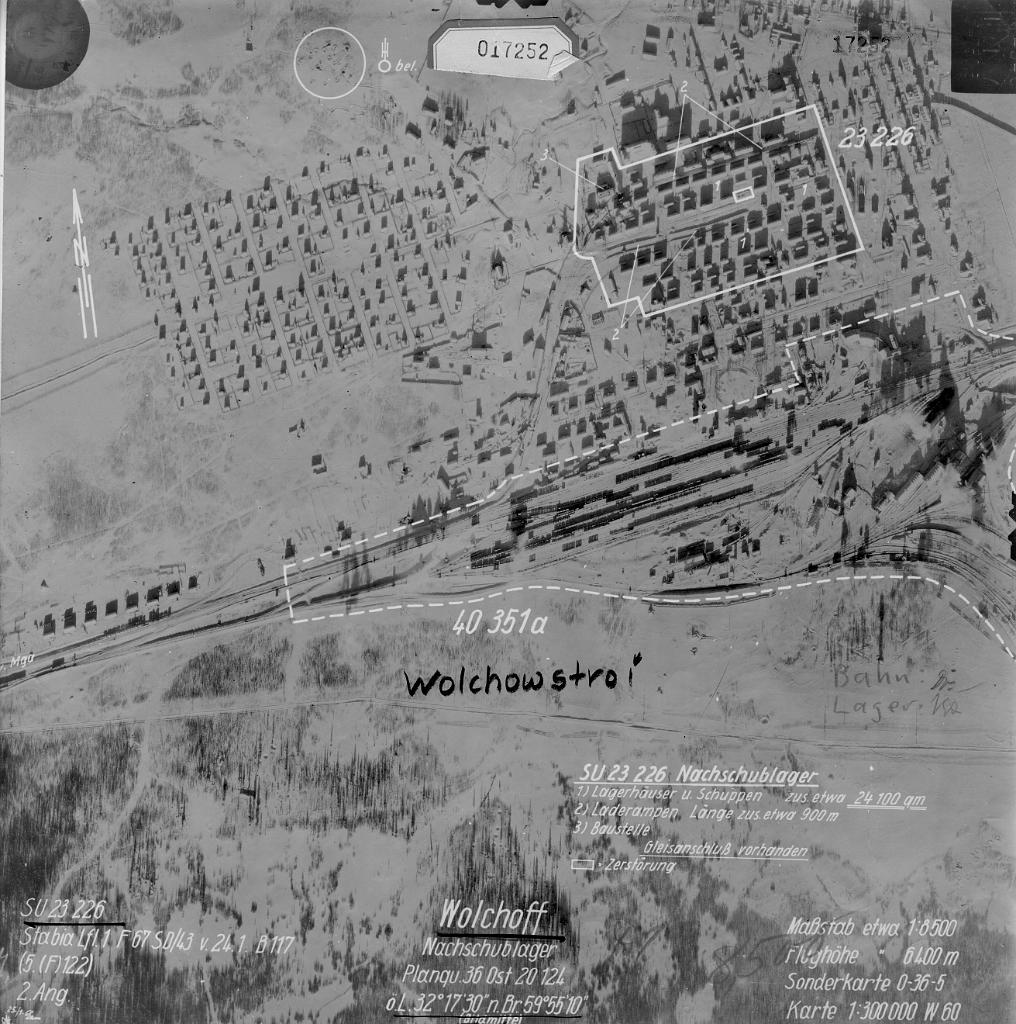 017252
17252
bel.
2
23 226
3
1
1
1
N
2
40 351a
Mga
Wolchowstroi
Bahn.
Lager.
SU 23 226 Nachschublager
1) Lagerhäuser u. Schuppen zus. etwa 24 100 qm
2) Laderampen Länge zus. etwa 900 m
3) Baustelle
Gleisanschluß vorhanden
= Zerstörung
SU 23 226
Stabia Lfl. 1 F 67 SD/43 v. 24.1 B 117
(5.(F) 122)
2. Ang.
Wolchoff
Nachschublager
Planqu. 36 Ost 20 124
ö.L. 32° 17' 30" n. Br. 59° 55' 10"
(Bildmitte)
Maßstab etwa 1:8500
Flughöhe " 6400 m
Sonderkarte O-36-5
Karte 1:300 000 W 60